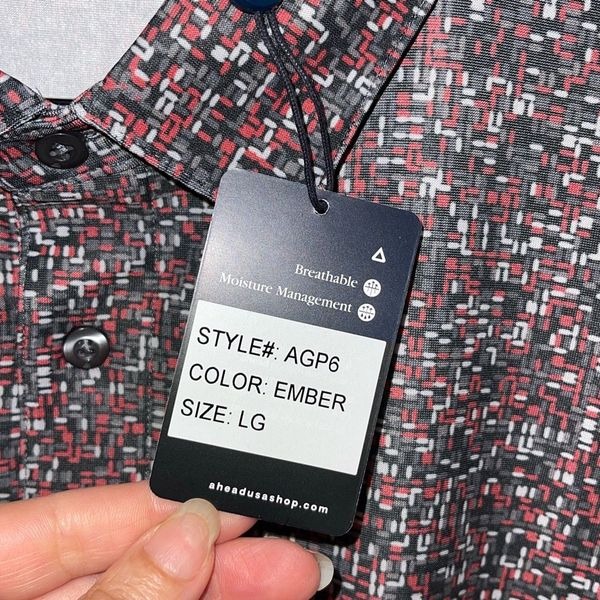 Breathable
Moisture Management
STYLE#: AGP6
COLOR: EMBER
SIZE: LG
aheadusashop.com